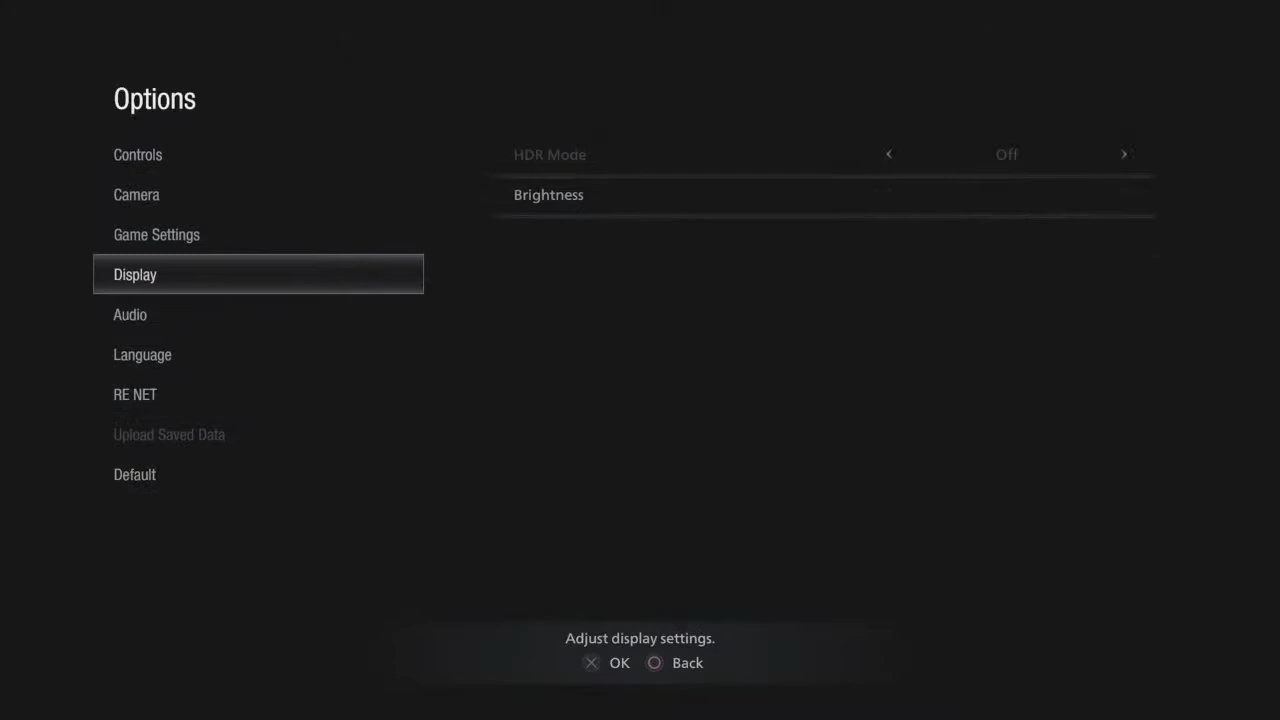 Options
Controls
Camera
Game Settings
Display
Audio
Language
RE NET
Upload Saved Data
Default
HDR Mode Off
Brightness
Adjust display settings.
OK Back